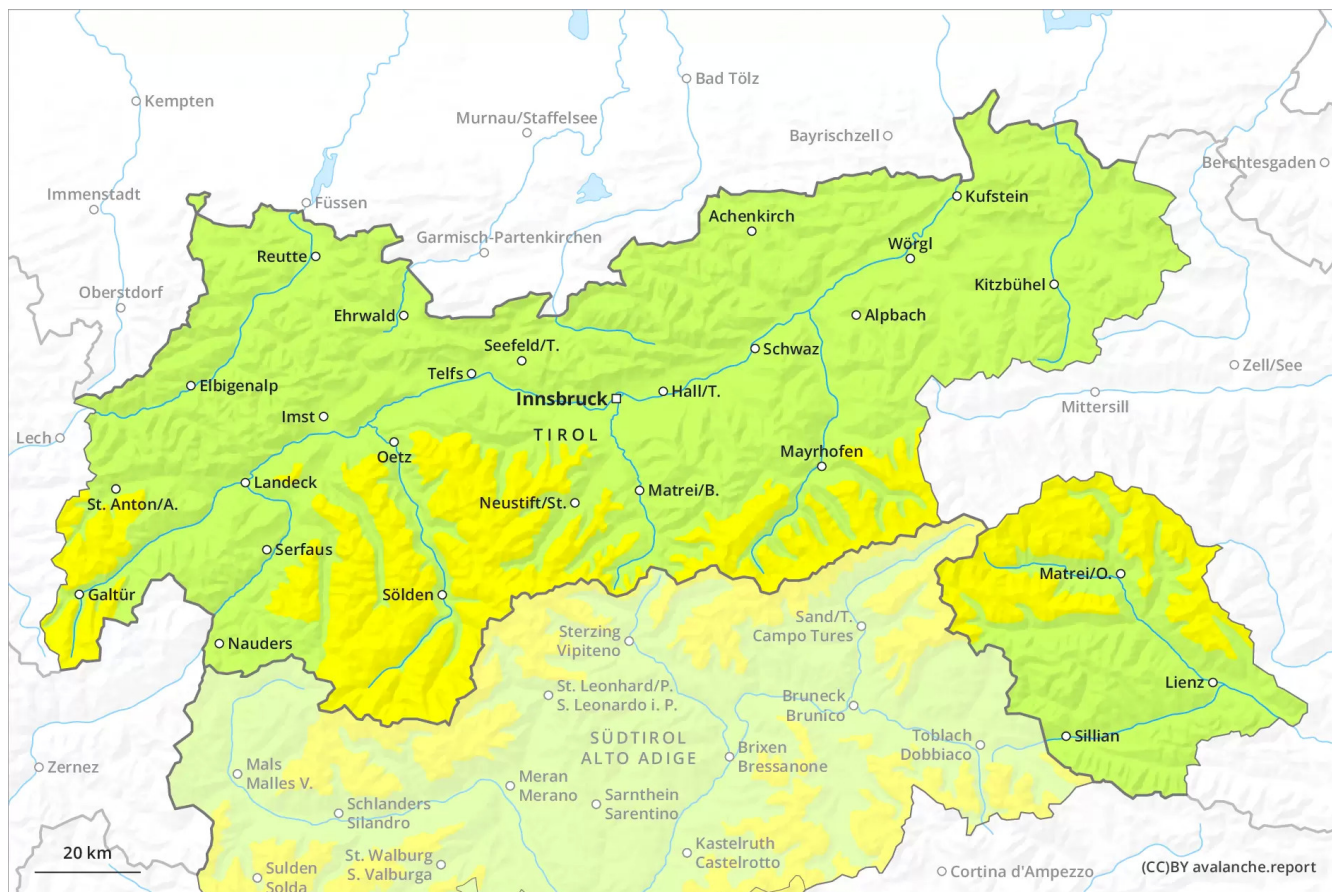 Kempten
Bad Tölz
Murnau/Staffelsee
Bayrischzell
Berchtesgaden
Immenstadt
Füssen
Kufstein
Achenkirch
Garmisch-Partenkirchen
Wörgl
Reutte
Kitzbühel
Oberstdorf
Ehrwald
Alpbach
Seefeld/T.
Schwaz
Zell/See
Telfs
Elbigenalp
Hall/T.
Innsbruck
Mittersill
Imst
Lech
TIROL
Oetz
Mayrhofen
Landeck
Matrei/B.
St. Anton/A.
Neustift/St.
Serfaus
Matrei/O.
Galtür
Sölden
Sand/T.
Campo Tures
Sterzing
Vipiteno
Nauders
Lienz
St. Leonhard/P.
S. Leonardo i. P.
Bruneck
Brunico
Sillian
SÜDTIROL
ALTO ADIGE
Toblach
Dobbiaco
Brixen
Bressanone
Zernez
Mals
Malles V.
Meran
Merano
Sarnthein
Sarentino
Schlanders
Silandro
Kastelruth
Castelrotto
20 km
St. Walburg
S. Valburga
Sulden
Solda
Cortina d'Ampezzo
(CC)BY avalanche.report